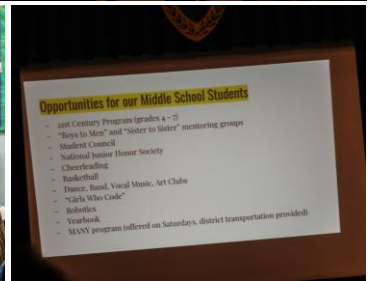 Opportunities for our Middle School Students
- 21st Century Program (grades 4 - 7)
- "Boys to Men" and "Sister to Sister" mentoring groups
- Student Council
- National Junior Honor Society
- Cheerleading
- Basketball
- Dance, Band, Vocal Music, Art Clubs
- "Girls Who Code"
- Robotics
- Yearbook
- MANY program (offered on Saturdays, district transportation provided)